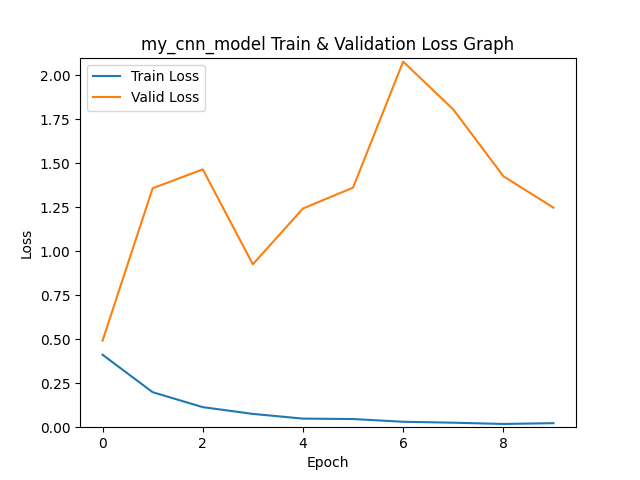 my_cnn_model Train & Validation Loss Graph
Train Loss
Valid Loss
2.00
1.75
1.50
1.25
1.00
0.75
0.50
0.25
0.00
Loss
0 2 4 6 8
Epoch